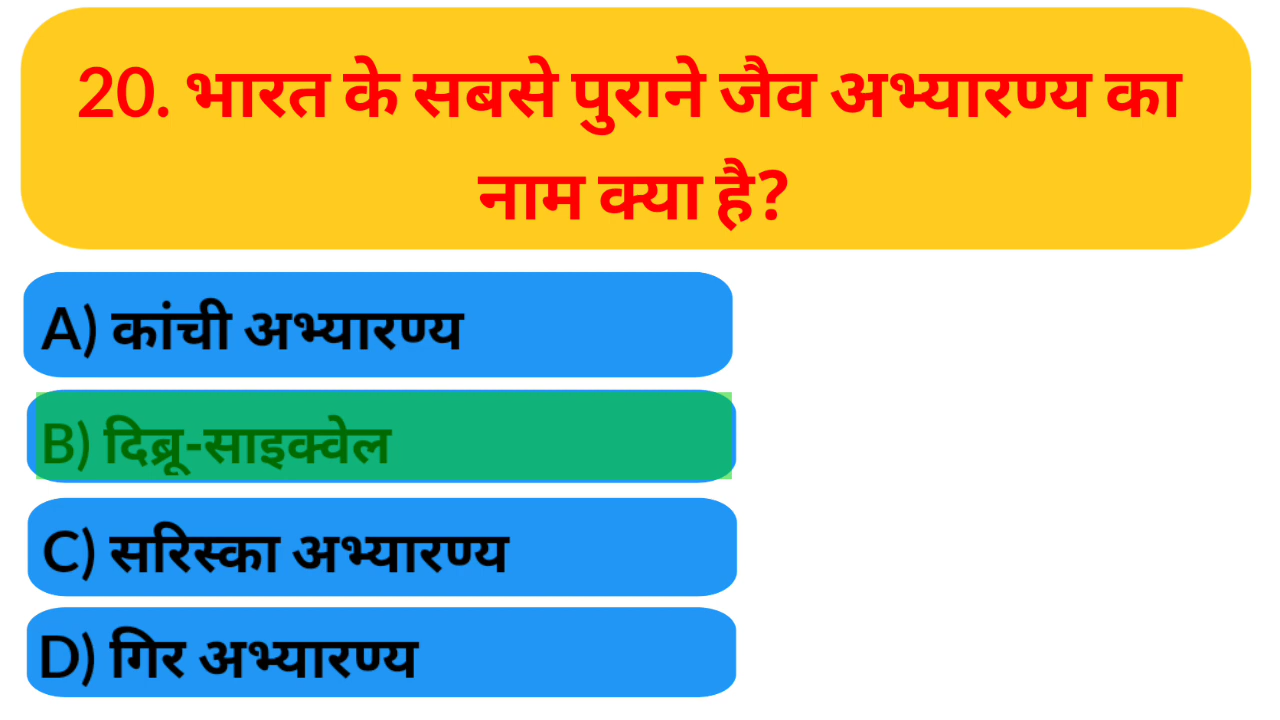 20. भारत के सबसे पुराने जैव अभ्यारण्य का
नाम क्या है?
A) कांची अभ्यारण्य
B) दिब्रू-साइक्वेल
C) सरिस्का अभ्यारण्य
D) गिर अभ्यारण्य